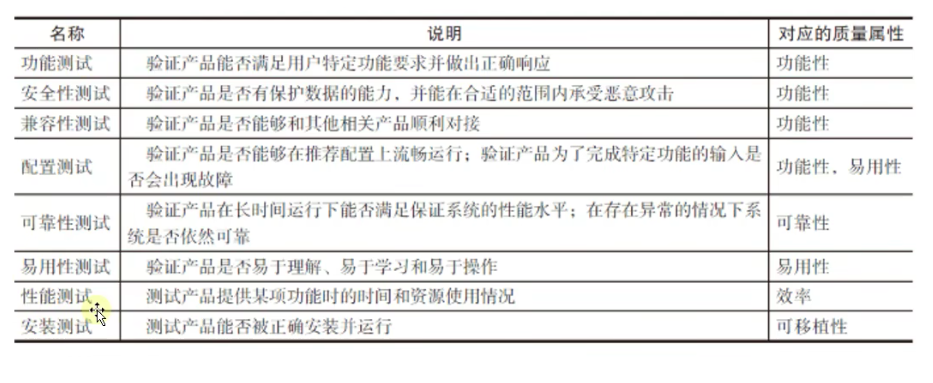 名称 说明 对应的质量属性
功能测试 验证产品能否满足用户特定功能要求并做出正确响应 功能性
安全性测试 验证产品是否有保护数据的能力，并能在合适的范围内承受恶意攻击 功能性
兼容性测试 验证产品是否能够和其他相关产品顺利对接 功能性
配置测试 验证产品是否能够在推荐配置上流畅运行；验证产品为了完成特定功能的输入是 功能性，易用性
否会出现故障
可靠性测试 验证产品在长时间运行下能否满足保证系统的性能水平；在存在异常的情况下系 可靠性
统是否依然可靠
易用性测试 验证产品是否易于理解、易于学习和易于操作 易用性
性能测试 测试产品提供某项功能时的时间和资源使用情况 效率
安装测试 测试产品能否被正确安装并运行 可移植性